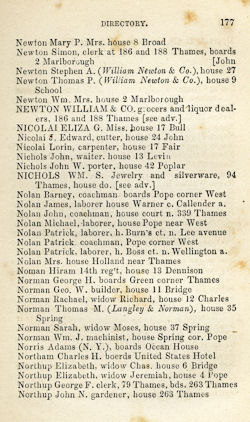 DIRECTORY. 177
Newton Mary P. Mrs. house 8 Broad
Newton Simon, clerk at 186 and 188 Thames, boards
2 Marlborough [John
Newton Stephen A. (William Newton & Co.), house 27
Newton Thomas P. (William Newton & Co.), house 9
School
Newton Wm. Mrs. house 2 Marlborough
NEWTON WILLIAM & CO. grocers and liquor deal-
ers, 186 and 188 Thames [see adv.]
NICOLAI ELIZA G. Miss, house 17 Bull
Nicolai S. Edward, cutter, house 24 John
Nicolai Lorin, carpenter, house 17 Fair
Nichols John, waiter, house 13 Levin
Nichols John W. porter, house 42 Poplar
NICHOLS WM. S. Jewelry and silverware, 94
Thames, house do. [see adv.]
Nolan Barney, coachman, boards Pope corner West
Nolan James, laborer house Warner c. Callender a.
Nolan John, coachman, house court n. 339 Thames
Nolan Michael, laborer, house Pope near West
Nolan Patrick, laborer, h. Burn's ct. n. Lee avenue
Nolan Patrick coachman, Pope corner West
Nolan Patrick, laborer, h. Boss ct. n. Wellington a.
Nolan Mrs. house Holland near Thames
Noman Hiram 14th reg't, house 13 Dennison
Norman George H. boards Green corner Thames
Norman Geo. W. builder, house 11 Bridge
Norman Rachael, widow Richard, house 12 Charles
Norman Thomas M. (Langley & Norman), house 35
Spring
Norman Sarah, widow Moses, house 37 Spring
Norman Wm. J. machinist, house Spring cor. Pope
Norris Adams (N. Y.), boards Ocean House
Northam Charles H. boards United States Hotel
Northup Elizabeth, widow Chas. house 6 Bridge
Northup Elizabeth, widow Jeremiah, house 4 Pope
Northup George F. clerk, 79 Thames, bds. 263 Thames
Northup John N. gardener, house 263 Thames